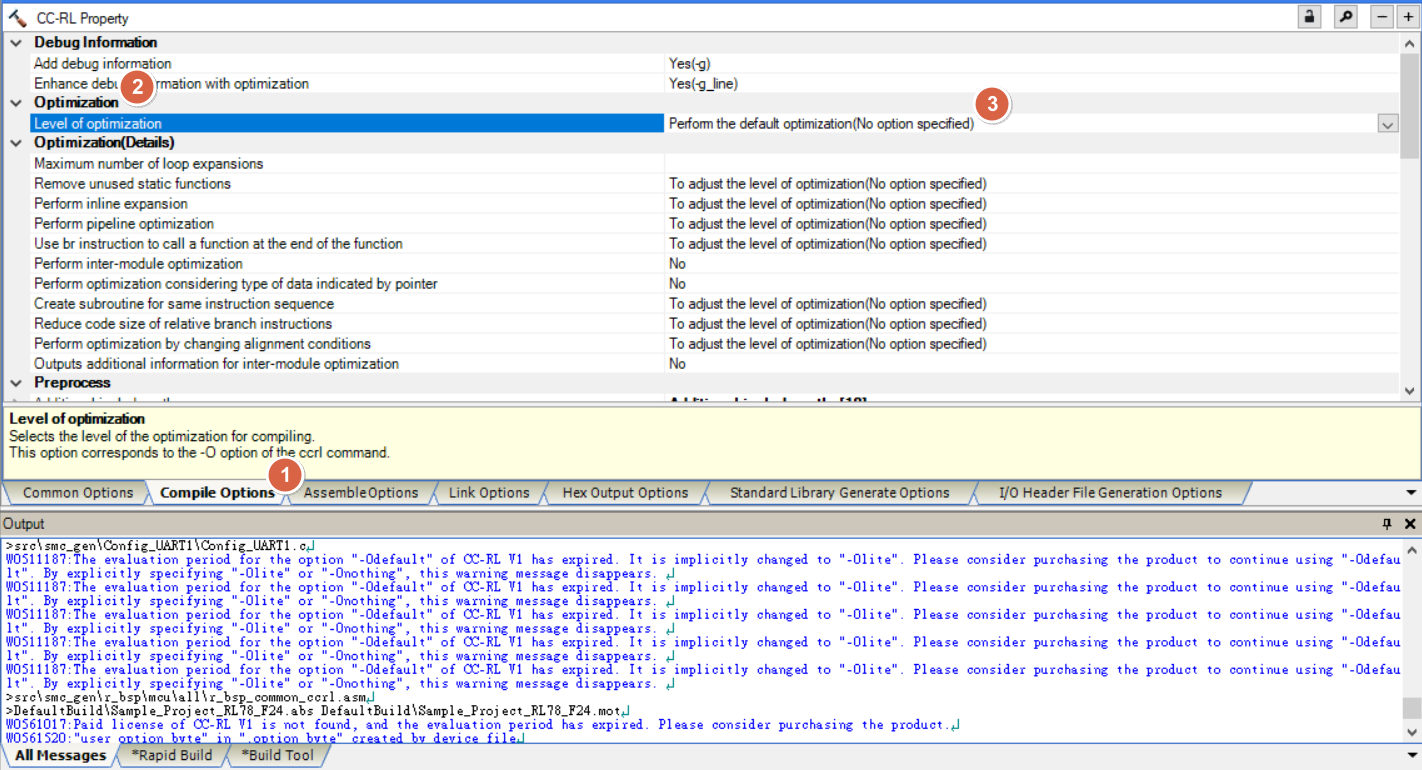 CC-RL Property
Debug Information
Add debug information Yes(-g)
Enhance debu rmation with optimization Yes(-g_line)
2
Optimization
3
Level of optimization Perform the default optimization(No option specified)
Optimization(Details)
Maximum number of loop expansions
Remove unused static functions To adjust the level of optimization(No option specified)
Perform inline expansion To adjust the level of optimization(No option specified)
Perform pipeline optimization To adjust the level of optimization(No option specified)
Use br instruction to call a function at the end of the function To adjust the level of optimization(No option specified)
Perform inter-module optimization No
Perform optimization considering type of data indicated by pointer No
Create subroutine for same instruction sequence To adjust the level of optimization(No option specified)
Reduce code size of relative branch instructions To adjust the level of optimization(No option specified)
Perform optimization by changing alignment conditions To adjust the level of optimization(No option specified)
Outputs additional information for inter-module optimization No
Preprocess
Level of optimization
Selects the level of the optimization for compiling.
This option corresponds to the -O option of the ccrl command.
1
Common Options Compile Options Assemble Options Link Options Hex Output Options Standard Library Generate Options I/O Header File Generation Options
Output
>src\smc_gen\Config_UART1\Config_UART1.c↲
W0511187:The evaluation period for the option "-Odefault" of CC-RL V1 has expired. It is implicitly changed to "-Olite". Please consider purchasing the product to continue using "-Odefau
lt". By explicitly specifying "-Olite" or "-Onothing", this warning message disappears. ↲
W0511187:The evaluation period for the option "-Odefault" of CC-RL V1 has expired. It is implicitly changed to "-Olite". Please consider purchasing the product to continue using "-Odefau
lt". By explicitly specifying "-Olite" or "-Onothing", this warning message disappears. ↲
W0511187:The evaluation period for the option "-Odefault" of CC-RL V1 has expired. It is implicitly changed to "-Olite". Please consider purchasing the product to continue using "-Odefau
lt". By explicitly specifying "-Olite" or "-Onothing", this warning message disappears. ↲
W0511187:The evaluation period for the option "-Odefault" of CC-RL V1 has expired. It is implicitly changed to "-Olite". Please consider purchasing the product to continue using "-Odefau
lt". By explicitly specifying "-Olite" or "-Onothing", this warning message disappears. ↲
W0511187:The evaluation period for the option "-Odefault" of CC-RL V1 has expired. It is implicitly changed to "-Olite". Please consider purchasing the product to continue using "-Odefau
lt". By explicitly specifying "-Olite" or "-Onothing", this warning message disappears. ↲
>src\smc_gen\r_bsp\mcu\all\r_bsp_common_ccrl.asm↲
>DefaultBuild\Sample_Project_RL78_F24.abs DefaultBuild\Sample_Project_RL78_F24.mot↲
W0561017:Paid license of CC-RL V1 is not found, and the evaluation period has expired. Please consider purchasing the product.↲
W0561520:"user option byte" in ".option_byte" created by device file↲
All Messages *Rapid Build *Build Tool